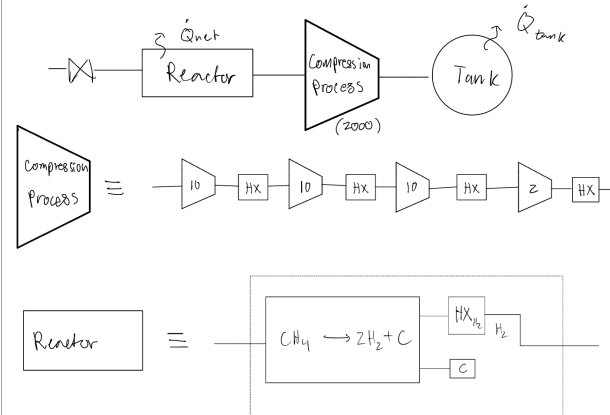 Q̇net
Reactor
Compression
Process
(2000)
Tank
Q̇tank
Compression
Process
≡
10
HX
10
HX
10
HX
2
HX
Reactor
≡
CH₄ → 2H₂ + C
HX_H₂
H₂
C